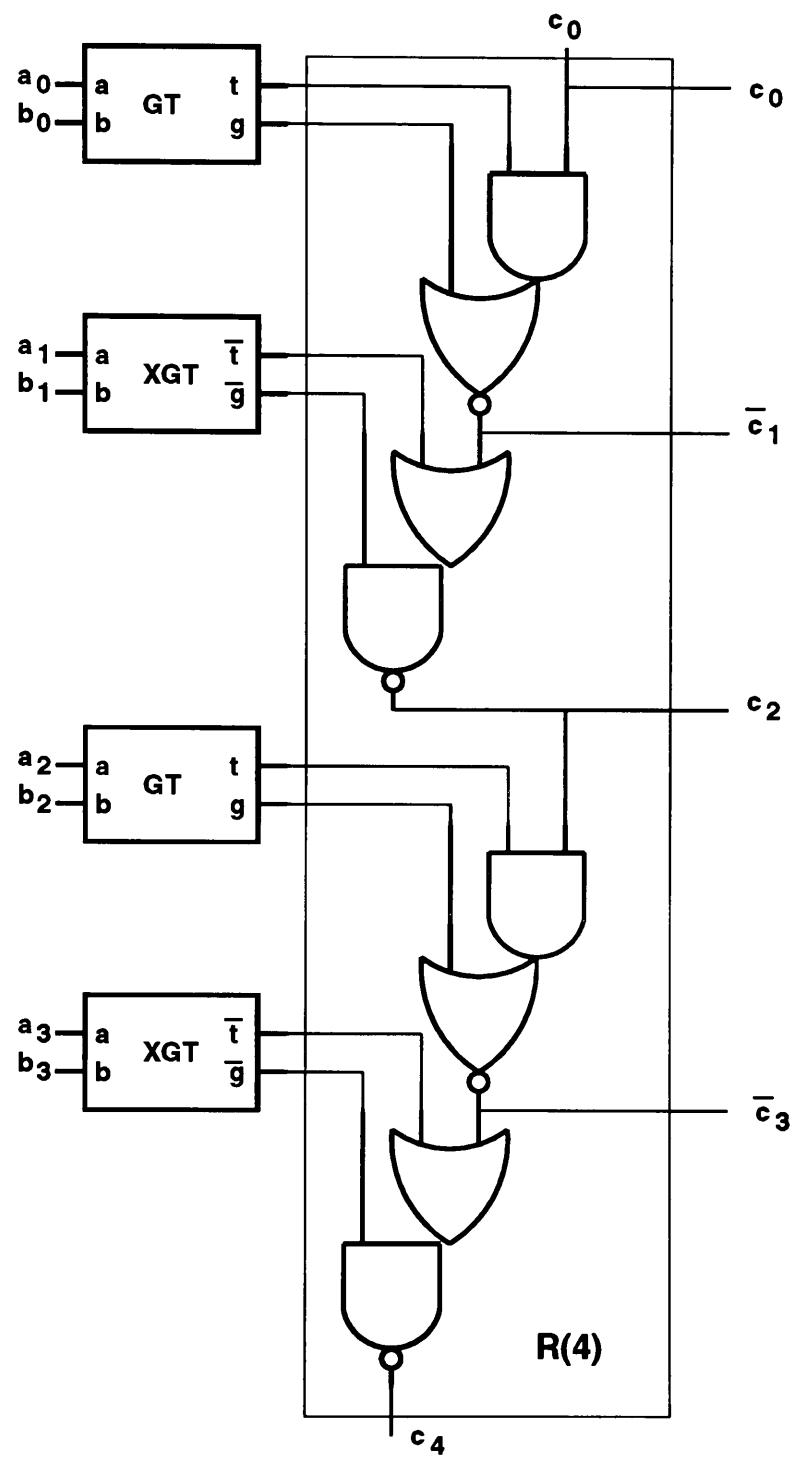 c₀
a₀ a GT t c₀
b₀ b g
a₁ a XGT t̅
b₁ b g̅
c̅₁
c₂
a₂ a GT t
b₂ b g
a₃ a XGT t̅
b₃ b g̅
c̅₃
R(4)
c₄